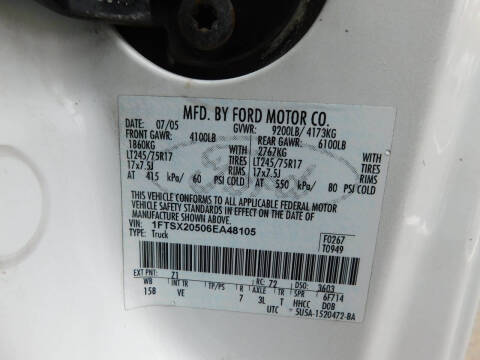 MFD. BY FORD MOTOR CO.
DATE: 07/05 GVWR: 9200LB/ 4173KG
FRONT GAWR: 4100LB REAR GAWR: 6100LB
1860KG WITH 2767KG WITH
LT245/75R17 TIRES LT245/75R17 TIRES
17x7.5J RIMS 17x7.5J RIMS
AT 415 kPa/ 60 PSI COLD AT 550 kPa/ 80 PSI COLD
THIS VEHICLE CONFORMS TO ALL APPLICABLE FEDERAL MOTOR
VEHICLE SAFETY STANDARDS IN EFFECT ON THE DATE OF
MANUFACTURE SHOWN ABOVE.
VIN: 1FTSX20506EA48105 F0267
TYPE: Truck T0949
EXT PNT: Z1 RC: 72 DSO: 3603
WB INT TR TP/PS R AXLE TR SPR 6F714
158 VE 7 3L T HHCC DOB
UTC SU5A-1520472-BA
Ford